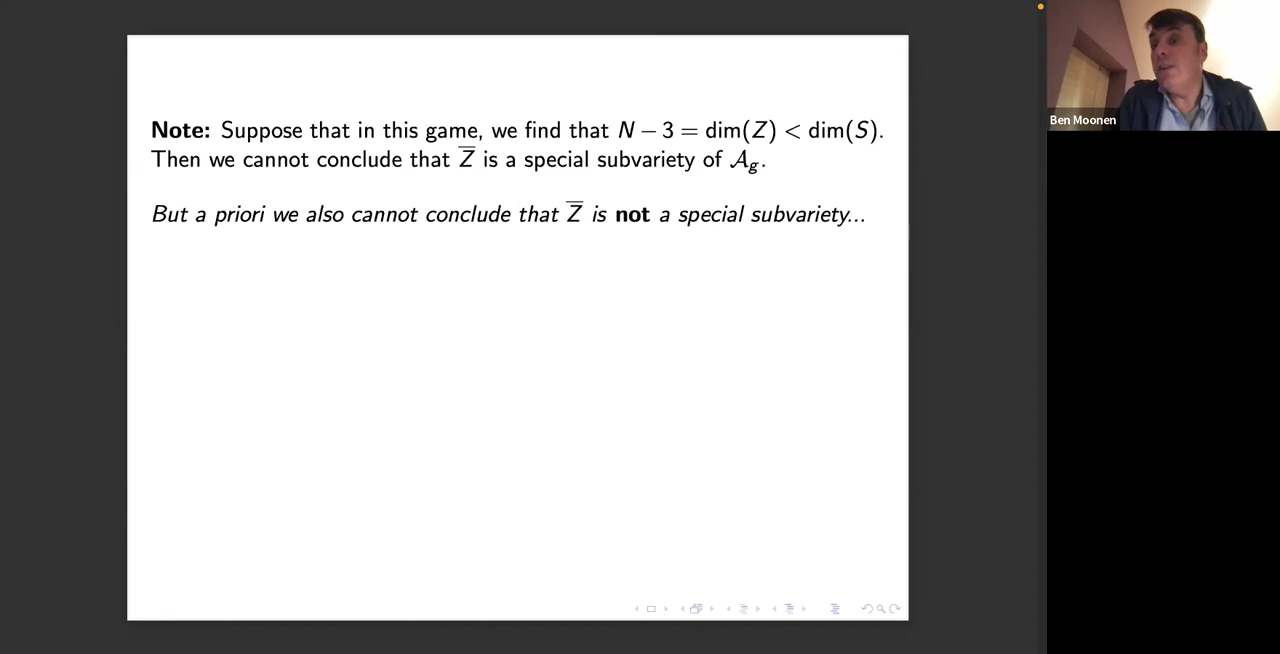 Note: Suppose that in this game, we find that N − 3 = dim(Z) < dim(S).
Then we cannot conclude that Z̅ is a special subvariety of 𝒜_g.
But a priori we also cannot conclude that Z̅ is not a special subvariety...
Ben Moonen